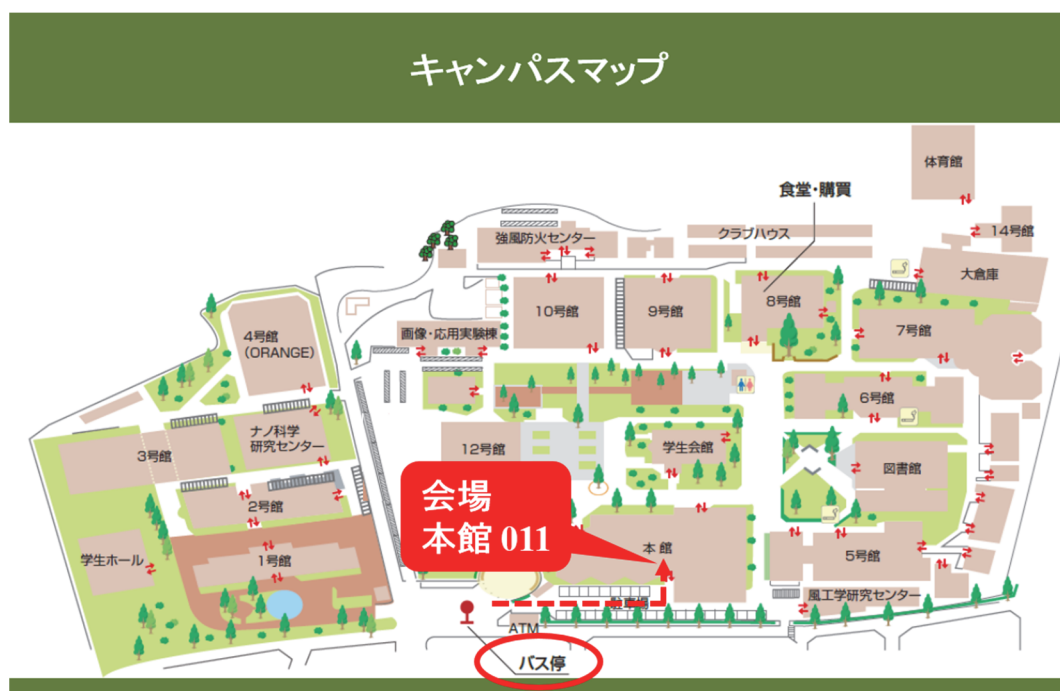 キャンパスマップ
体育館
食堂・購買
14号館
強風防火センター
クラブハウス
大倉庫
8号館
10号館
9号館
7号館
画像・応用実験棟
4号館
(ORANGE)
6号館
ナノ科学
研究センター
3号館
12号館
学生会館
図書館
会場
本館 011
2号館
本 館
学生ホール
1号館
5号館
風工学研究センター
駐車場
ATM
バス停